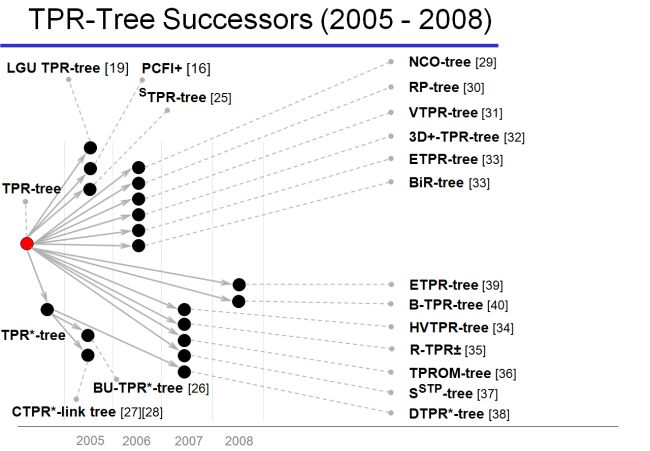 TPR-Tree Successors (2005 - 2008)
LGU TPR-tree [19]
PCFI+ [16]
STPR-tree [25]
TPR-tree
NCO-tree [29]
RP-tree [30]
VTPR-tree [31]
3D+-TPR-tree [32]
ETPR-tree [33]
BiR-tree [33]
ETPR-tree [39]
B-TPR-tree [40]
HVTPR-tree [34]
R-TPR± [35]
TPROM-tree [36]
SSTP-tree [37]
DTPR*-tree [38]
TPR*-tree
BU-TPR*-tree [26]
CTPR*-link tree [27][28]
2005 2006 2007 2008